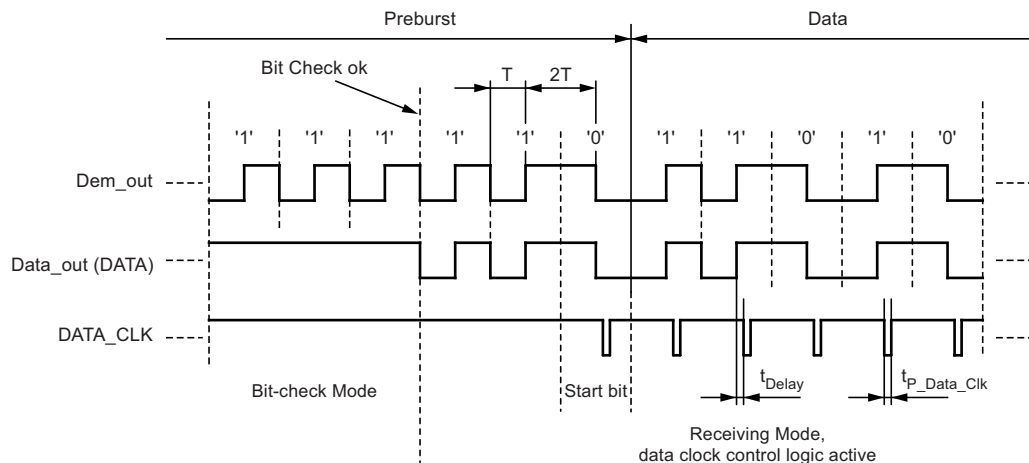 Preburst
Data
Bit Check ok
T
2T
'1'
'1'
'1'
'1'
'1'
'0'
'1'
'1'
'0'
'1'
'0'
Dem_out
Data_out (DATA)
DATA_CLK
Bit-check Mode
Start bit
tDelay
tP_Data_Clk
Receiving Mode,
data clock control logic active